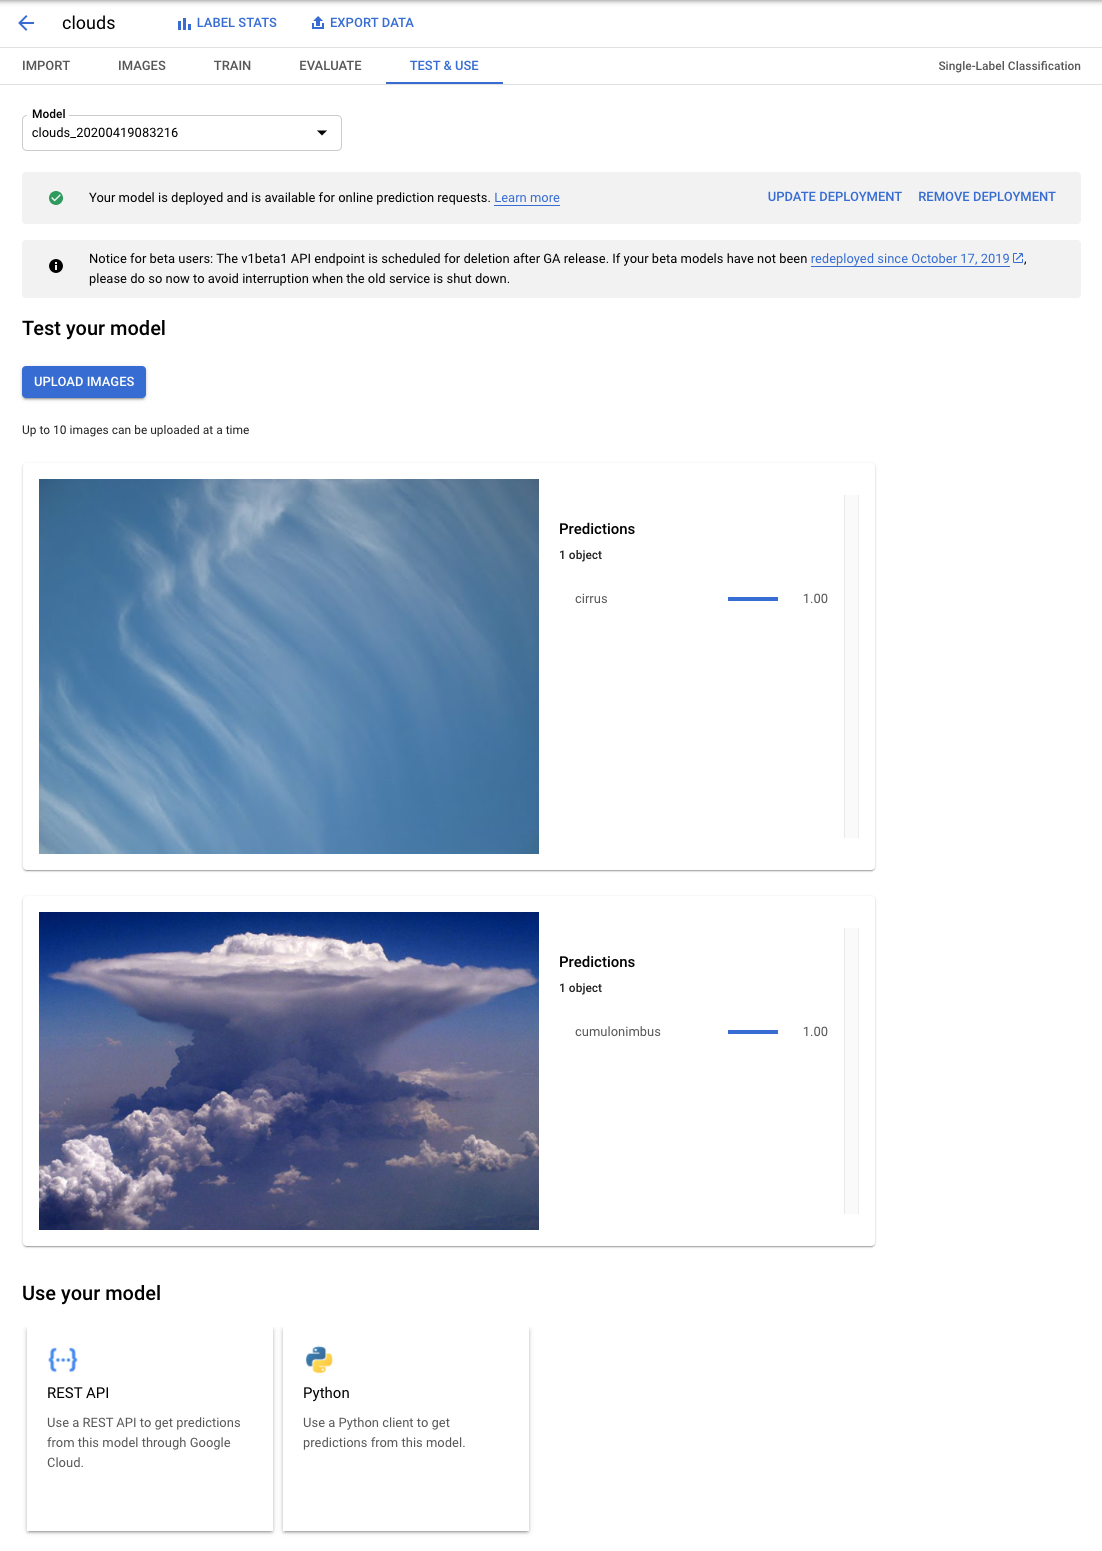 clouds
LABEL STATS
EXPORT DATA
IMPORT
IMAGES
TRAIN
EVALUATE
TEST & USE
Single-Label Classification
Model
clouds_20200419083216
Your model is deployed and is available for online prediction requests. Learn more
UPDATE DEPLOYMENT
REMOVE DEPLOYMENT
Notice for beta users: The v1beta1 API endpoint is scheduled for deletion after GA release. If your beta models have not been redeployed since October 17, 2019,
please do so now to avoid interruption when the old service is shut down.
Test your model
UPLOAD IMAGES
Up to 10 images can be uploaded at a time
Predictions
1 object
cirrus 1.00
Predictions
1 object
cumulonimbus 1.00
Use your model
REST API
Use a REST API to get predictions
from this model through Google
Cloud.
Python
Use a Python client to get
predictions from this model.